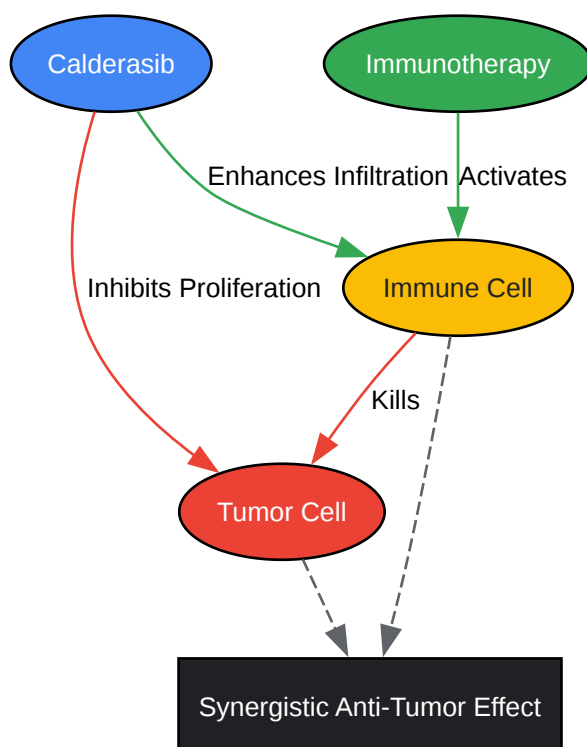 Calderasib
Immunotherapy
Enhances Infiltration
Activates
Inhibits Proliferation
Immune Cell
Kills
Tumor Cell
Synergistic Anti-Tumor Effect